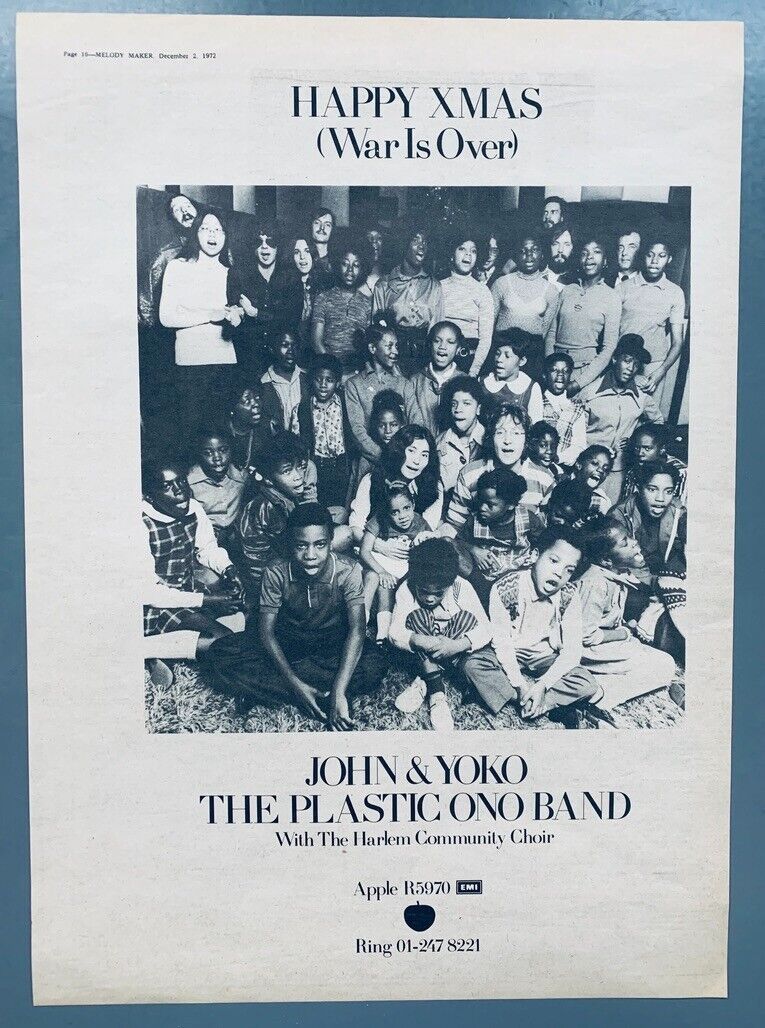 Page 16—MELODY MAKER, December 2, 1972
HAPPY XMAS
(War Is Over)
JOHN & YOKO
THE PLASTIC ONO BAND
With The Harlem Community Choir
Apple R5970 EMI
Ring 01-247 8221